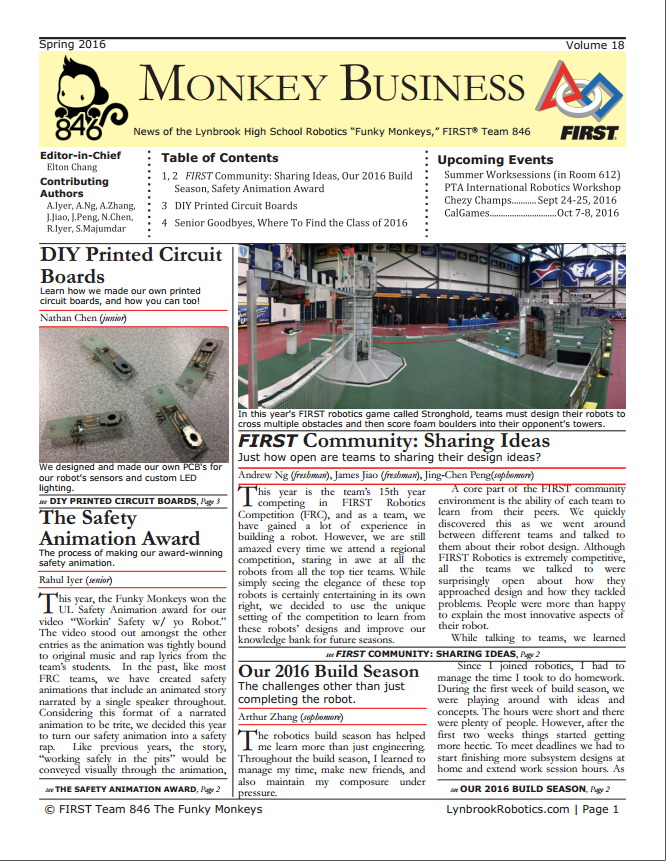 Spring 2016
Volume 18
846
MONKEY BUSINESS
FIRST®
News of the Lynbrook High School Robotics “Funky Monkeys,” FIRST® Team 846
Editor-in-Chief
Elton Chang
Contributing
Authors
A.Iyer, A.Ng, A.Zhang,
J.Jiao, J.Peng, N.Chen,
R.Iyer, S.Majumdar
Table of Contents
1, 2 FIRST Community: Sharing Ideas, Our 2016 Build
Season, Safety Animation Award
3 DIY Printed Circuit Boards
4 Senior Goodbyes, Where To Find the Class of 2016
Upcoming Events
Summer Worksessions (in Room 612)
PTA International Robotics Workshop
Chezy Champs........... Sept 24-25, 2016
CalGames...............................Oct 7-8, 2016
DIY Printed Circuit
Boards
Learn how we made our own printed
circuit boards, and how you can too!
Nathan Chen (junior)
We designed and made our own PCB's for
our robot's sensors and custom LED
lighting.
see DIY PRINTED CIRCUIT BOARDS, Page 3
The Safety
Animation Award
The process of making our award-winning
safety animation.
Rahul Iyer (senior)
This year, the Funky Monkeys won the
UL Safety Animation award for our
video “Workin’ Safety w/ yo Robot.”
The video stood out amongst the other
entries as the animation was tightly bound
to original music and rap lyrics from the
team’s students. In the past, like most
FRC teams, we have created safety
animations that include an animated story
narrated by a single speaker throughout.
Considering this format of a narrated
animation to be trite, we decided this year
to turn our safety animation into a safety
rap. Like previous years, the story,
“working safely in the pits” would be
conveyed visually through the animation,
see THE SAFETY ANIMATION AWARD, Page 2
In this year's FIRST robotics game called Stronghold, teams must design their robots to
cross multiple obstacles and then score foam boulders into their opponent's towers.
FIRST Community: Sharing Ideas
Just how open are teams to sharing their design ideas?
Andrew Ng (freshman), James Jiao (freshman), Jing-Chen Peng(sophomore)
This year is the team’s 15th year
competing in FIRST Robotics
Competition (FRC), and as a team, we
have gained a lot of experience in
building a robot. However, we are still
amazed every time we attend a regional
competition, staring in awe at all the
robots from all the top tier teams. While
simply seeing the elegance of these top
robots is certainly entertaining in its own
right, we decided to use the unique
setting of the competition to learn from
these robots’ designs and improve our
knowledge bank for future seasons.
A core part of the FIRST community
environment is the ability of each team to
learn from their peers. We quickly
discovered this as we went around
between different teams and talked to
them about their robot design. Although
FIRST Robotics is extremely competitive,
all the teams we talked to were
surprisingly open about how they
approached design and how they tackled
problems. People were more than happy
to explain the most innovative aspects of
their robot.
While talking to teams, we learned
see FIRST COMMUNITY: SHARING IDEAS, Page 2
Our 2016 Build Season
The challenges other than just
completing the robot.
Arthur Zhang (sophomore)
The robotics build season has helped
me learn more than just engineering.
Throughout the build season, I learned to
manage my time, make new friends, and
also maintain my composure under
pressure.
Since I joined robotics, I had to
manage the time I took to do homework.
During the first week of build season, we
were playing around with ideas and
concepts. The hours were short and there
were plenty of people. However, after the
first two weeks things started getting
more hectic. To meet deadlines we had to
start finishing more subsystem designs at
home and extend work session hours. As
see OUR 2016 BUILD SEASON, Page 2
© FIRST Team 846 The Funky Monkeys
LynbrookRobotics.com | Page 1